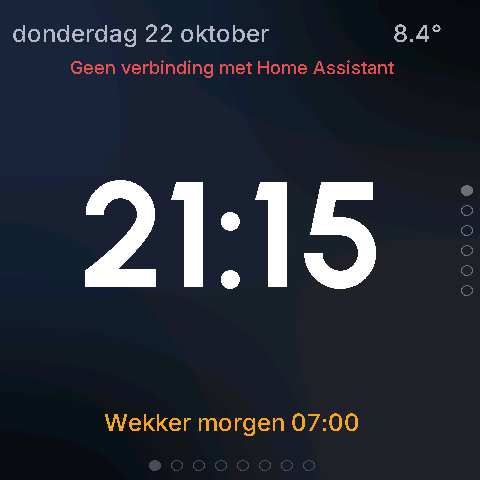 donderdag 22 oktober 8.4°
Geen verbinding met Home Assistant
21:15
Wekker morgen 07:00